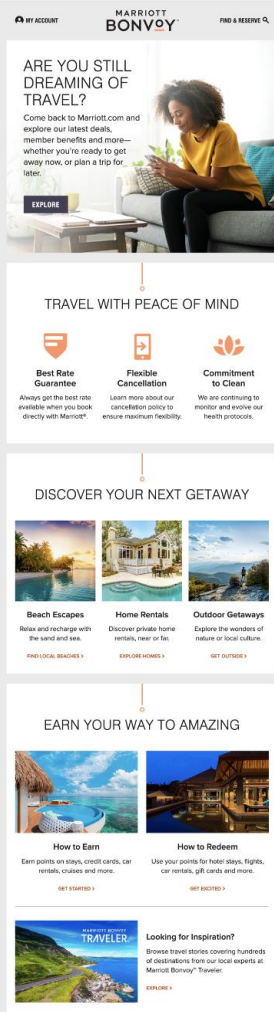 MY ACCOUNT
MARRIOTT
BONVOY™
FIND & RESERVE
ARE YOU STILL
DREAMING OF
TRAVEL?
Come back to Marriott.com and
explore our latest deals,
member benefits and more—
whether you're ready to get
away now, or plan a trip for
later.
EXPLORE
TRAVEL WITH PEACE OF MIND
Best Rate
Guarantee
Always get the best rate
available when you book
directly with Marriott®.
Flexible
Cancellation
Learn more about our
cancellation policy to
ensure maximum flexibility.
Commitment
to Clean
We are continuing to
monitor and evolve our
health protocols.
DISCOVER YOUR NEXT GETAWAY
Beach Escapes
Relax and recharge with
the sand and sea.
FIND LOCAL BEACHES >
Home Rentals
Discover private home
rentals, near or far.
EXPLORE HOMES >
Outdoor Getaways
Explore the wonders of
nature or local culture.
GET OUTSIDE >
EARN YOUR WAY TO AMAZING
How to Earn
Earn points on stays, credit cards, car
rentals, cruises and more.
GET STARTED >
How to Redeem
Use your points for hotel stays, flights,
car rentals, gift cards and more.
GET EXCITED >
MARRIOTT BONVOY
TRAVELER
Looking for Inspiration?
Browse travel stories covering hundreds
of destinations from our local experts at
Marriott Bonvoy™ Traveler.
EXPLORE >